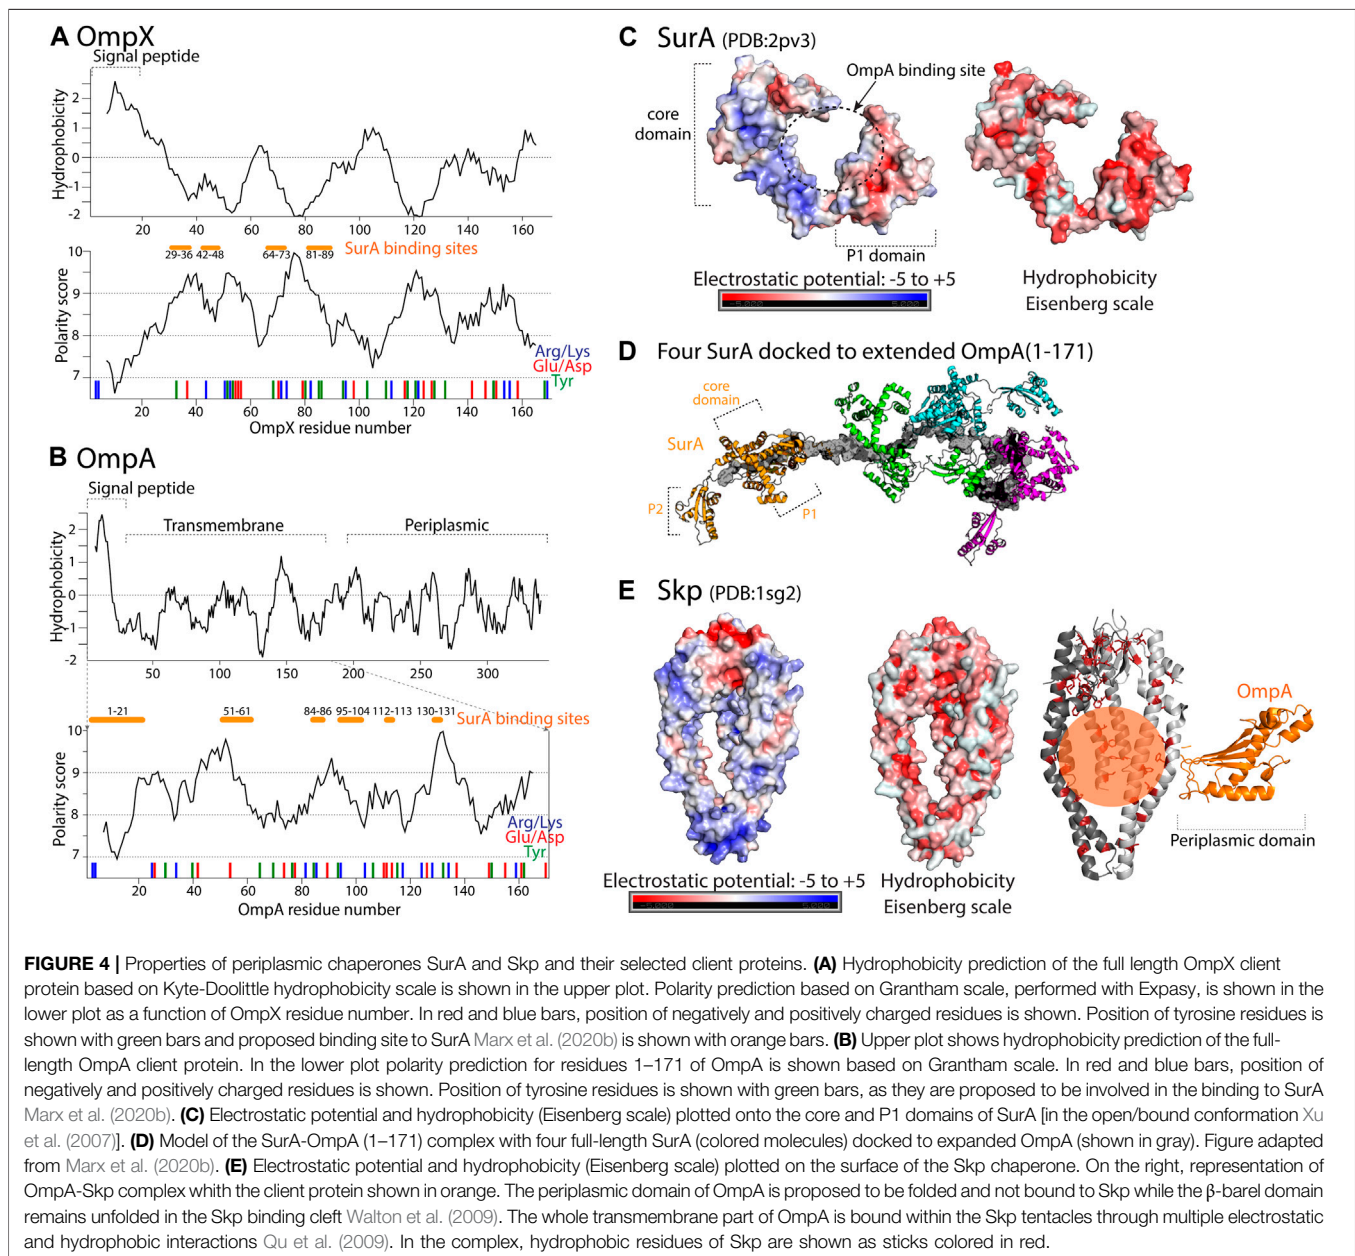 A OmpX
Signal peptide
Hydrophobicity
2
1
0
-1
-2
20 40 60 80 100 120 140 160
29-36 42-48 64-73 81-89 SurA binding sites
Polarity score
10
9
8
7
Arg/Lys
Glu/Asp
Tyr
20 40 60 80 100 120 140 160
OmpX residue number
B OmpA
Signal peptide
Transmembrane Periplasmic
Hydrophobicity
2
1
0
-1
-2
50 100 150 200 250 300
1-21 51-61 84-86 95-104 112-113 130-131 SurA binding sites
Polarity score
10
9
8
7
Arg/Lys
Glu/Asp
Tyr
0 20 40 60 80 100 120 140 160
OmpA residue number
C SurA (PDB:2pv3)
OmpA binding site
core
domain
P1 domain
Electrostatic potential: -5 to +5
-5.000 5.000
Hydrophobicity
Eisenberg scale
D Four SurA docked to extended OmpA(1-171)
core
domain
SurA
P2
P1
E Skp (PDB:1sg2)
OmpA
Periplasmic domain
Electrostatic potential: -5 to +5
-5.000 5.000
Hydrophobicity
Eisenberg scale
FIGURE 4 | Properties of periplasmic chaperones SurA and Skp and their selected client proteins. (A) Hydrophobicity prediction of the full length OmpX client
protein based on Kyte-Doolittle hydrophobicity scale is shown in the upper plot. Polarity prediction based on Grantham scale, performed with Expasy, is shown in the
lower plot as a function of OmpX residue number. In red and blue bars, position of negatively and positively charged residues is shown. Position of tyrosine residues is
shown with green bars and proposed binding site to SurA Marx et al. (2020b) is shown with orange bars. (B) Upper plot shows hydrophobicity prediction of the full-
length OmpA client protein. In the lower plot polarity prediction for residues 1–171 of OmpA is shown based on Grantham scale. In red and blue bars, position of
negatively and positively charged residues is shown. Position of tyrosine residues is shown with green bars, as they are proposed to be involved in the binding to SurA
Marx et al. (2020b). (C) Electrostatic potential and hydrophobicity (Eisenberg scale) plotted onto the core and P1 domains of SurA [in the open/bound conformation Xu
et al. (2007)]. (D) Model of the SurA-OmpA (1–171) complex with four full-length SurA (colored molecules) docked to expanded OmpA (shown in gray). Figure adapted
from Marx et al. (2020b). (E) Electrostatic potential and hydrophobicity (Eisenberg scale) plotted on the surface of the Skp chaperone. On the right, representation of
OmpA-Skp complex whith the client protein shown in orange. The periplasmic domain of OmpA is proposed to be folded and not bound to Skp while the β-barel domain
remains unfolded in the Skp binding cleft Walton et al. (2009). The whole transmembrane part of OmpA is bound within the Skp tentacles through multiple electrostatic
and hydrophobic interactions Qu et al. (2009). In the complex, hydrophobic residues of Skp are shown as sticks colored in red.